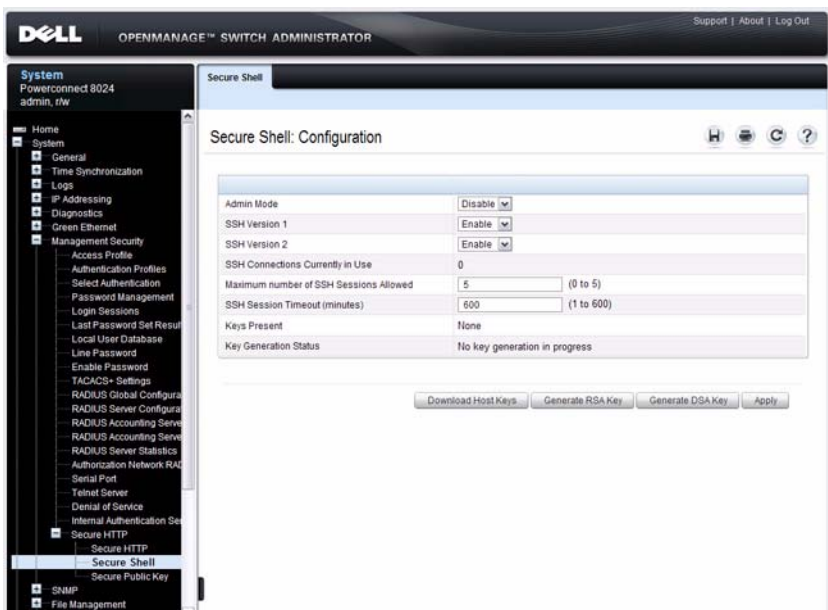 Support | About | Log Out
DELL OPENMANAGE™ SWITCH ADMINISTRATOR
System
Powerconnect 8024
admin, r/w
Home
System
General
Time Synchronization
Logs
IP Addressing
Diagnostics
Green Ethernet
Management Security
Access Profile
Authentication Profiles
Select Authentication
Password Management
Login Sessions
Last Password Set Resul
Local User Database
Line Password
Enable Password
TACACS+ Settings
RADIUS Global Configura
RADIUS Server Configura
RADIUS Accounting Serve
RADIUS Accounting Serve
RADIUS Server Statistics
Authorization Network RAD
Serial Port
Telnet Server
Denial of Service
Internal Authentication Ser
Secure HTTP
Secure HTTP
Secure Shell
Secure Public Key
SNMP
File Management
Secure Shell
Secure Shell: Configuration
Admin Mode Disable
SSH Version 1 Enable
SSH Version 2 Enable
SSH Connections Currently in Use 0
Maximum number of SSH Sessions Allowed 5 (0 to 5)
SSH Session Timeout (minutes) 600 (1 to 600)
Keys Present None
Key Generation Status No key generation in progress
Download Host Keys Generate RSA Key Generate DSA Key Apply